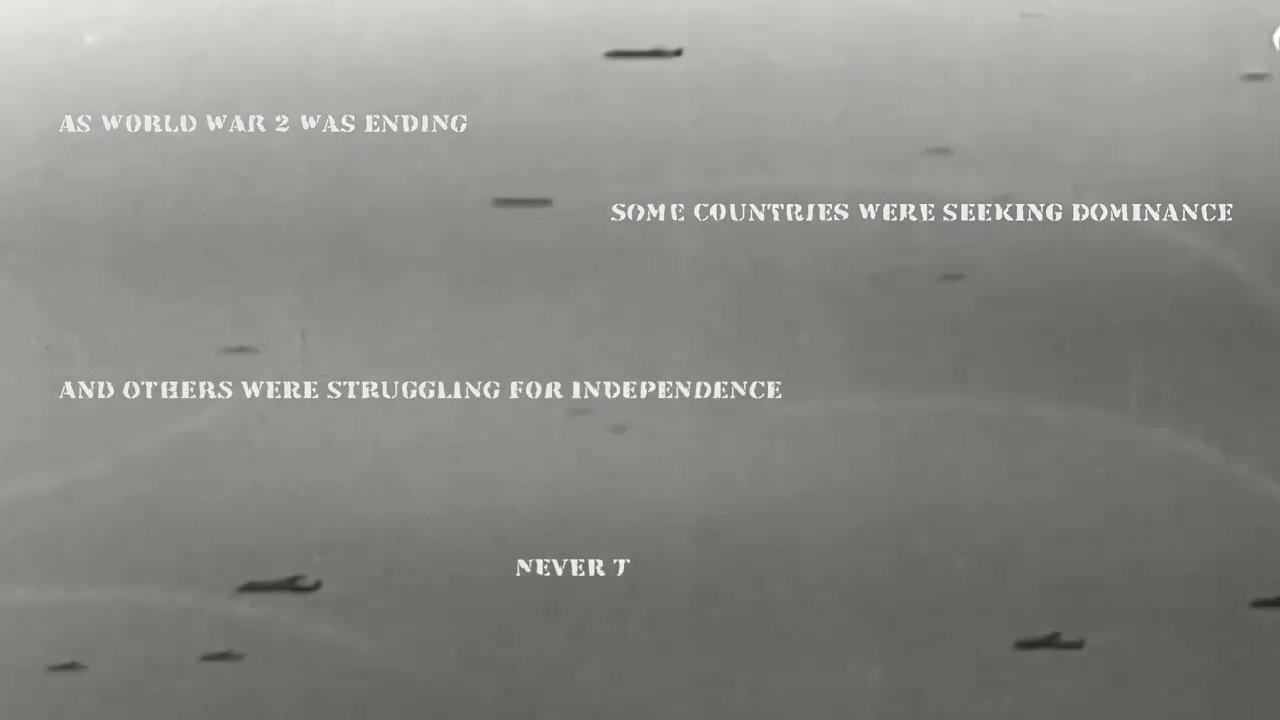 AS WORLD WAR 2 WAS ENDING
SOME COUNTRIES WERE SEEKING DOMINANCE
AND OTHERS WERE STRUGGLING FOR INDEPENDENCE
NEVER T